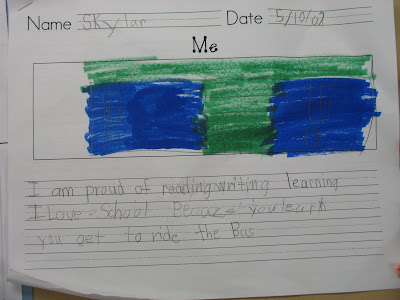 Name Skylar Date 5/10/07
Me
I am proud of reading writing learning
I Love School Becaze you learn
you get to ride the Bus